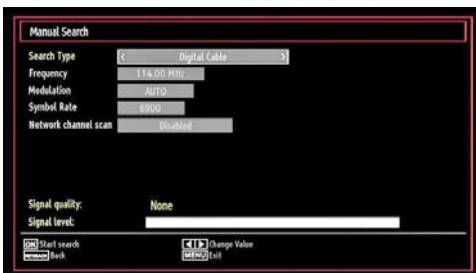 Manual Search
Search Type < Digital Cable >
Frequency 114.00 MHz
Modulation AUTO
Symbol Rate 6900
Network channel scan Disabled
Signal quality: None
Signal level:
OK Start search ◀▶ Change Value
Back MENU Exit